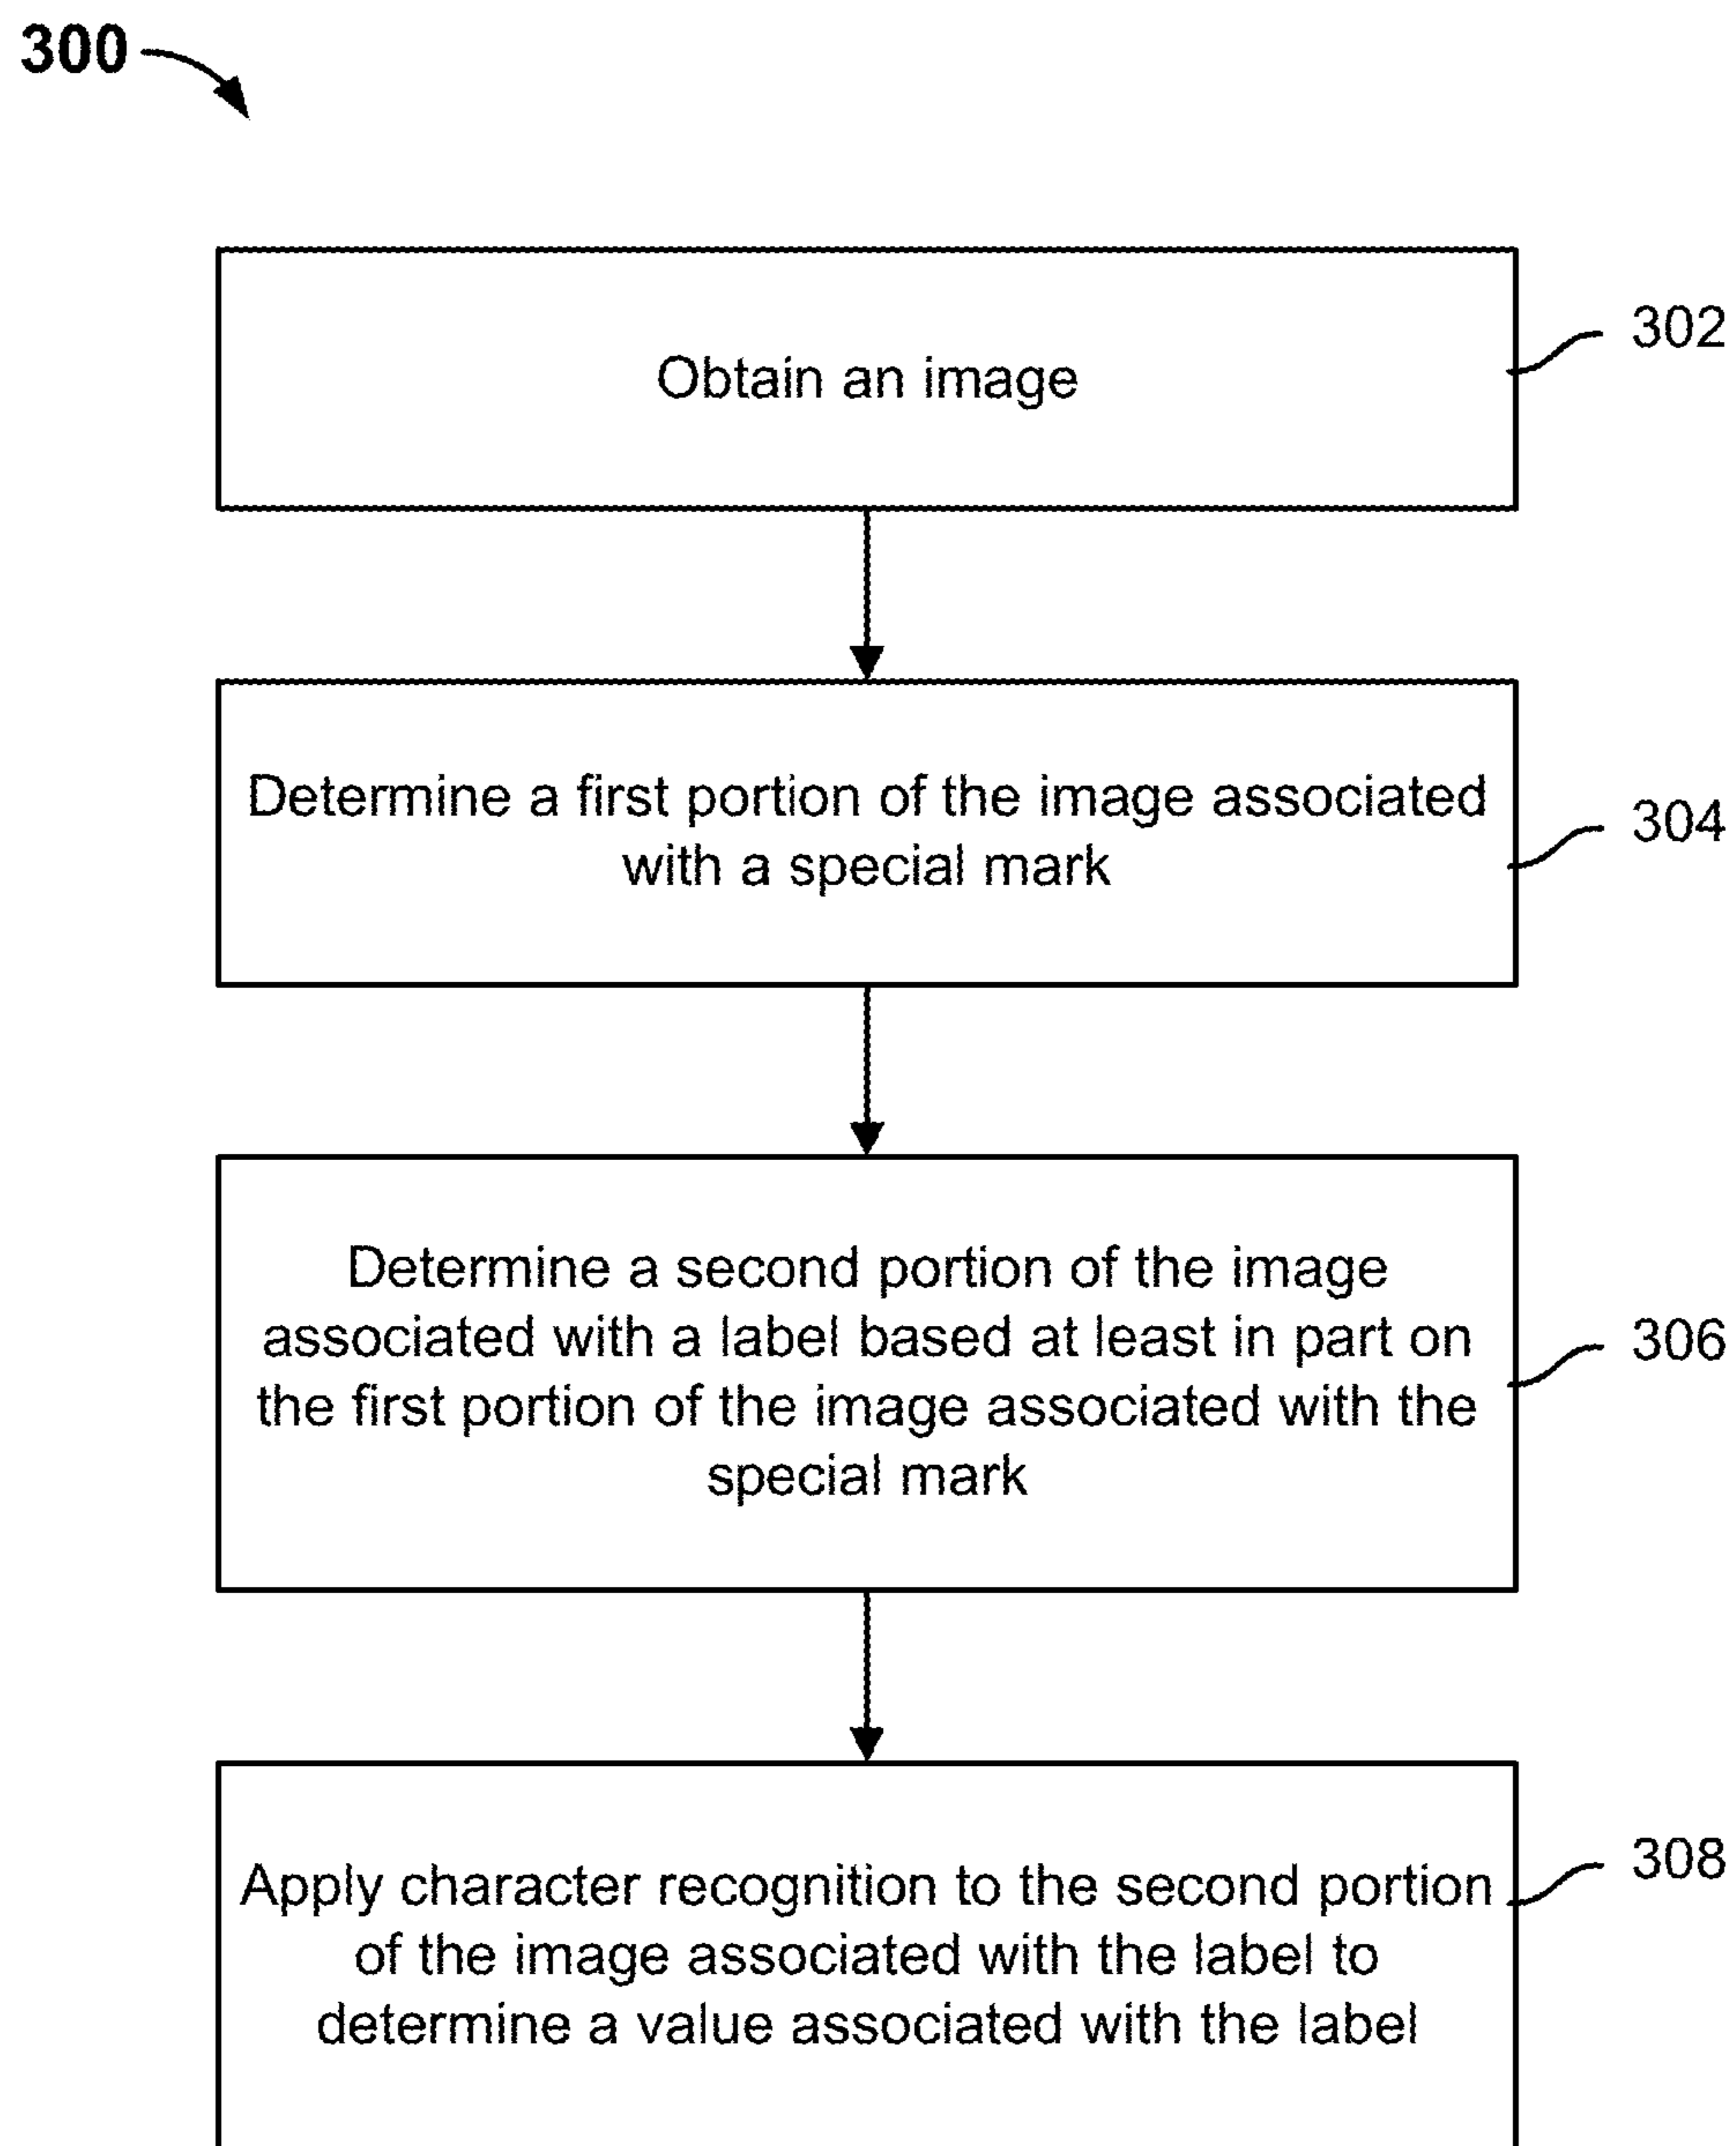 300
Obtain an image
302
Determine a first portion of the image associated
with a special mark
304
Determine a second portion of the image
associated with a label based at least in part on
the first portion of the image associated with the
special mark
306
Apply character recognition to the second portion
of the image associated with the label to
determine a value associated with the label
308